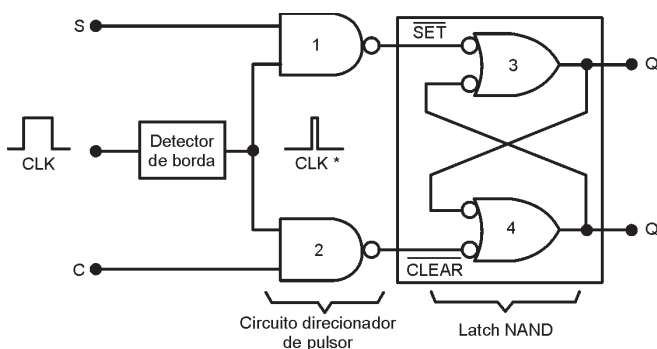 S
1
SET
3
Q
CLK
Detector
de borda
CLK *
2
4
Q
C
CLEAR
Circuito direcionador
de pulsor
Latch NAND